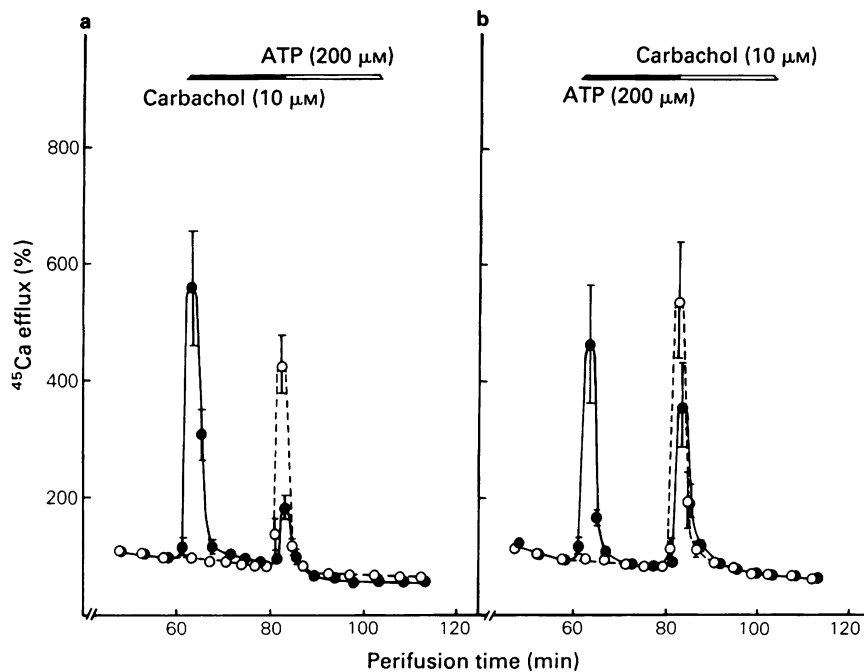 a
ATP (200 μM)
Carbachol (10 μM)
800
600
400
200
⁴⁵Ca efflux (%)
60
80
100
120
b
Carbachol (10 μM)
ATP (200 μM)
60
80
100
120
Perifusion time (min)